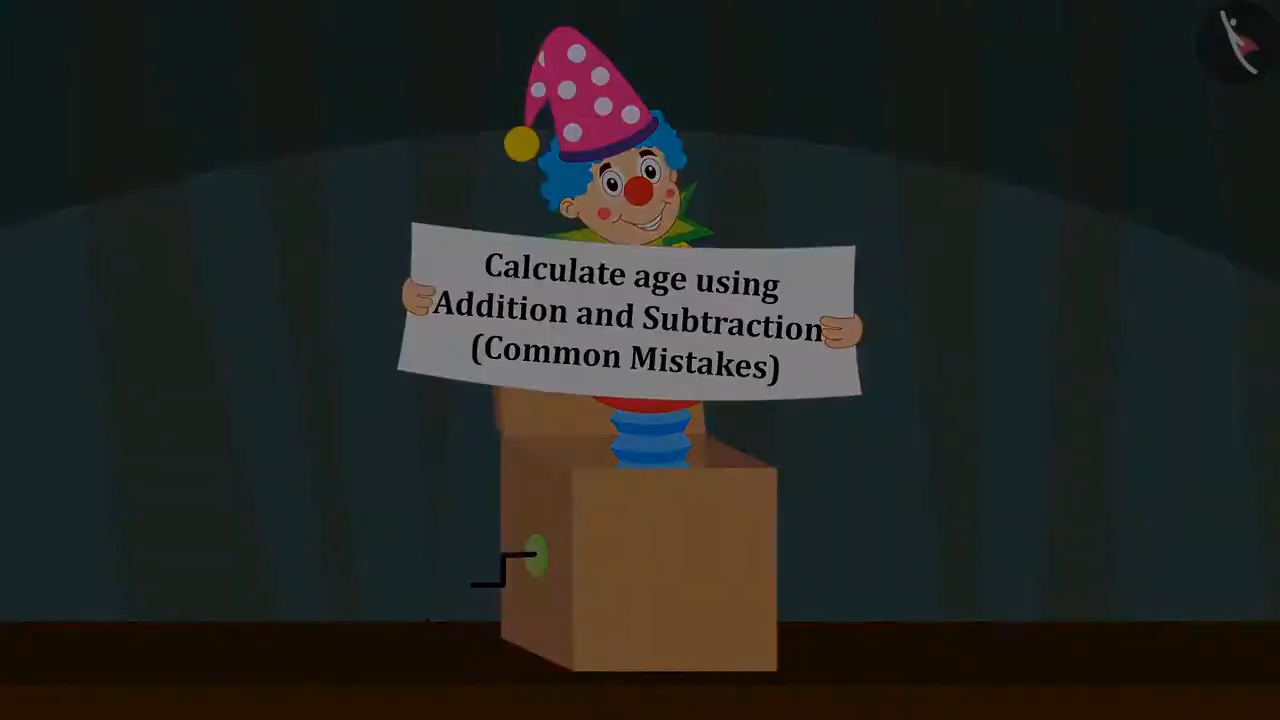 Calculate age using
Addition and Subtraction
(Common Mistakes)